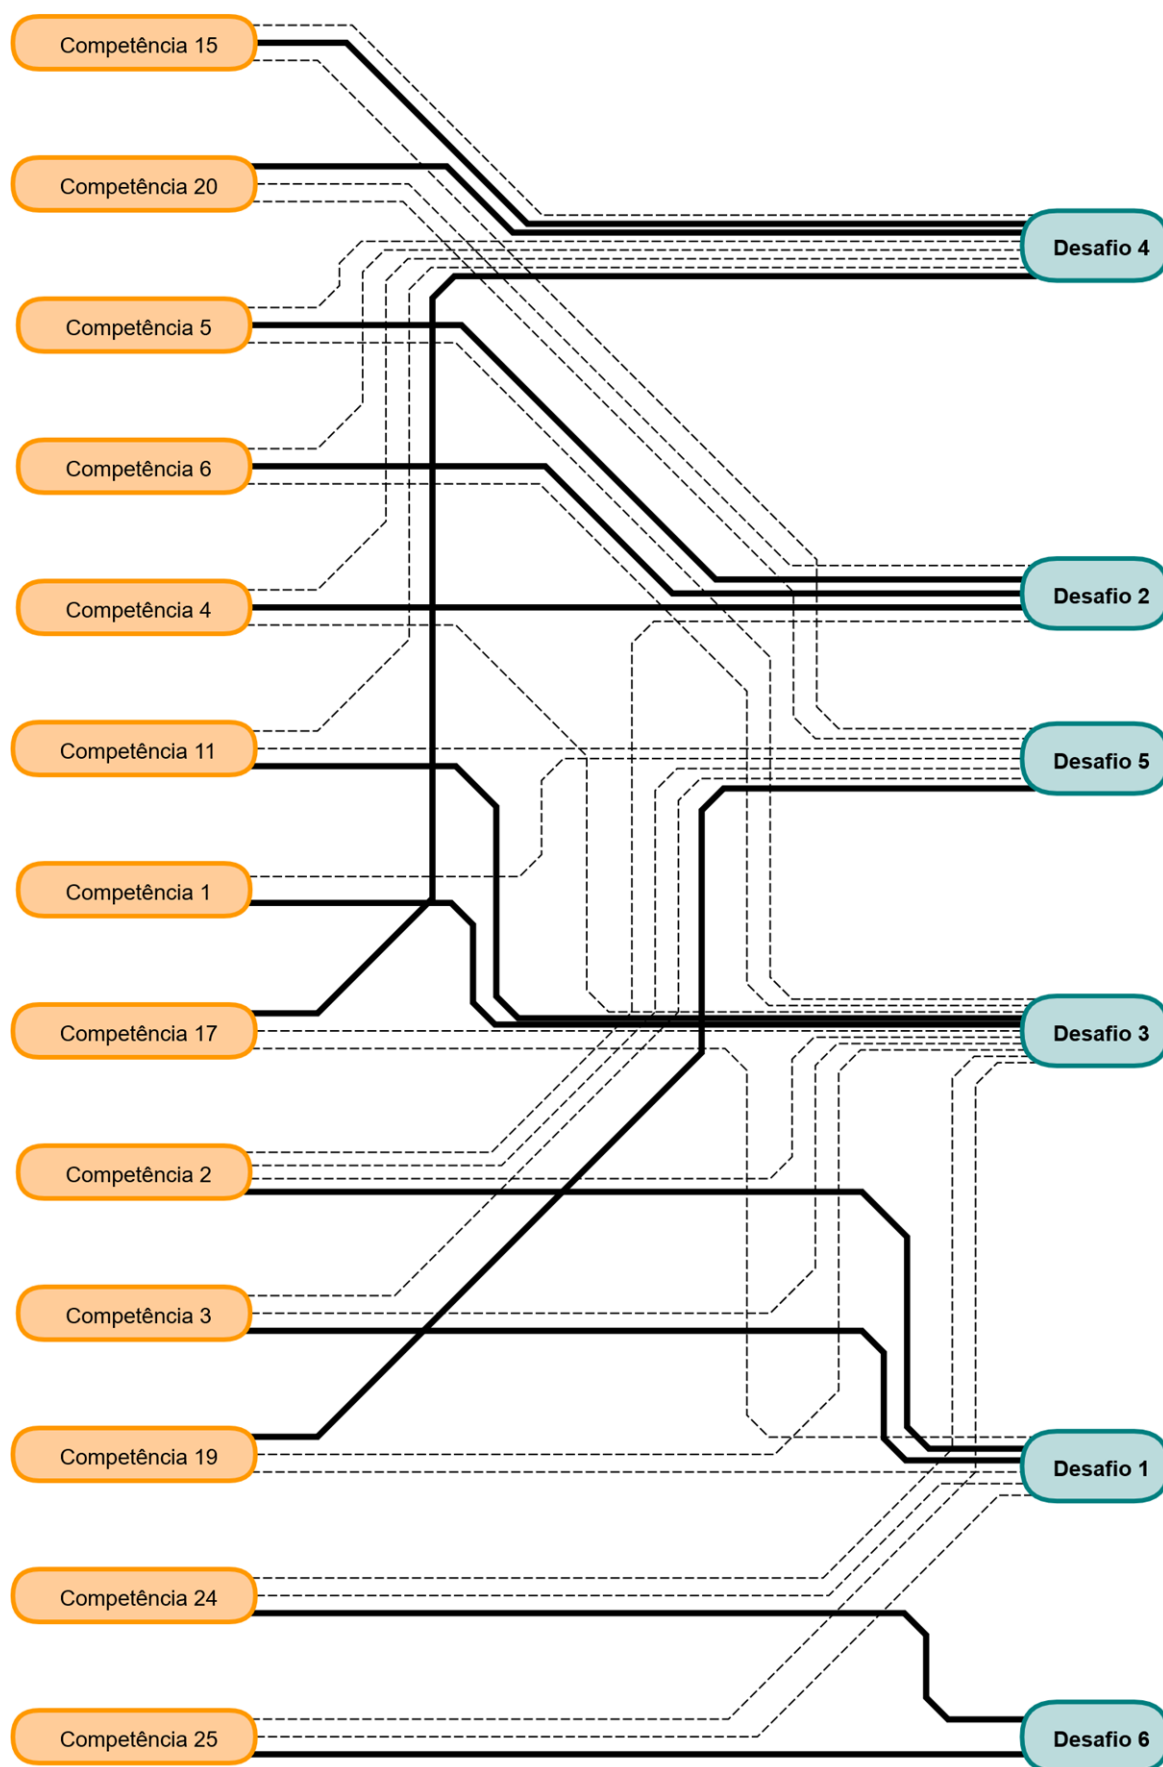 Competência 15
Competência 20
Desafio 4
Competência 5
Competência 6
Competência 4
Desafio 2
Competência 11
Desafio 5
Competência 1
Competência 17
Desafio 3
Competência 2
Competência 3
Competência 19
Desafio 1
Competência 24
Competência 25
Desafio 6